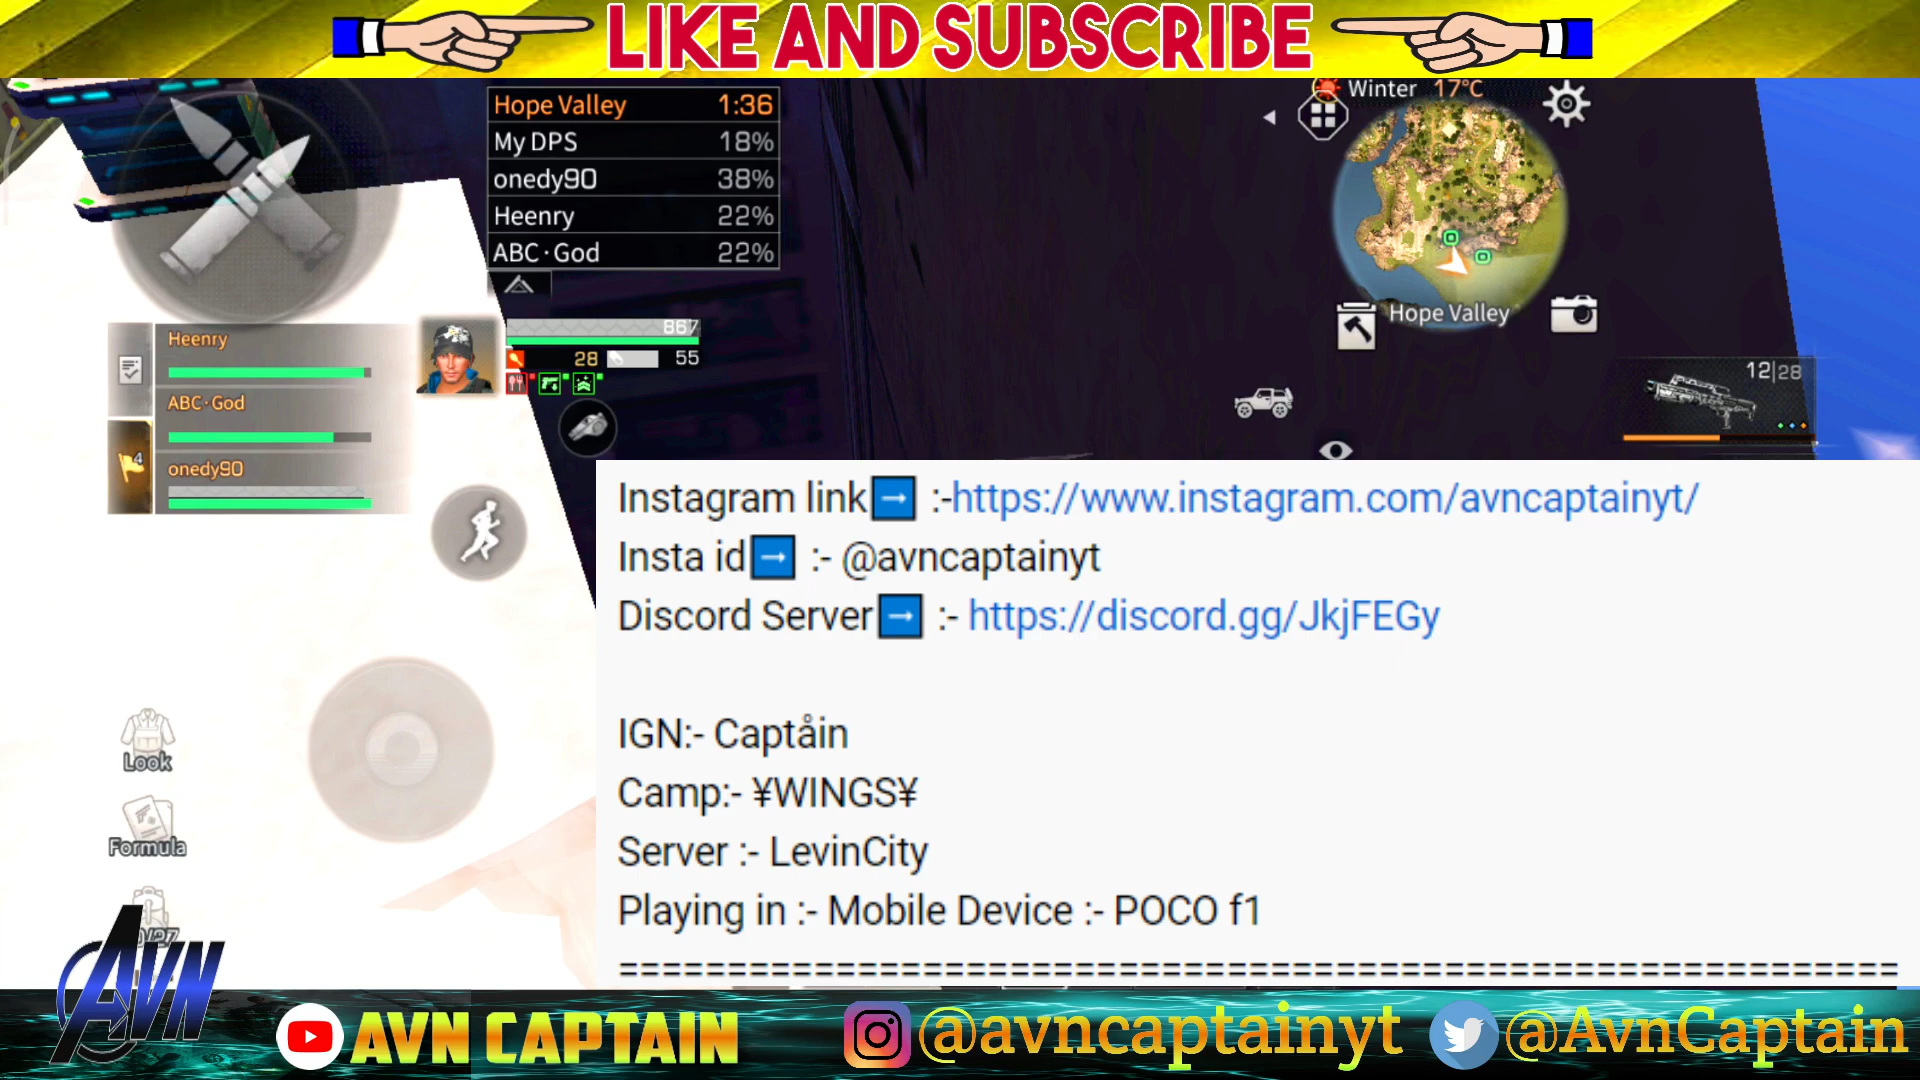 LIKE AND SUBSCRIBE
Hope Valley 1:36
My DPS 18%
onedy90 38%
Heenry 22%
ABC·God 22%
Winter 17°C
Hope Valley
867
28 55
Heenry
ABC·God
4
onedy90
12|28
Instagram link➡ :-https://www.instagram.com/avncaptainyt/
Insta id➡ :- @avncaptainyt
Discord Server➡ :- https://discord.gg/JkjFEGy
IGN:- Captåin
Camp:- ¥WINGS¥
Server :- LevinCity
Playing in :- Mobile Device :- POCO f1
===========================================================
Look
Formula
AVN
AVN CAPTAIN
@avncaptainyt
@AvnCaptain